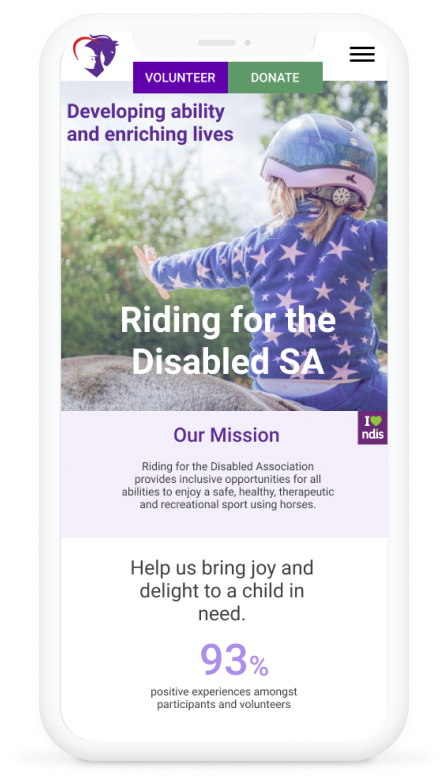 VOLUNTEER
DONATE
Developing ability
and enriching lives
Riding for the
Disabled SA
Our Mission
I
ndis
Riding for the Disabled Association
provides inclusive opportunities for all
abilities to enjoy a safe, healthy, therapeutic
and recreational sport using horses.
Help us bring joy and
delight to a child in
need.
93%
positive experiences amongst
participants and volunteers